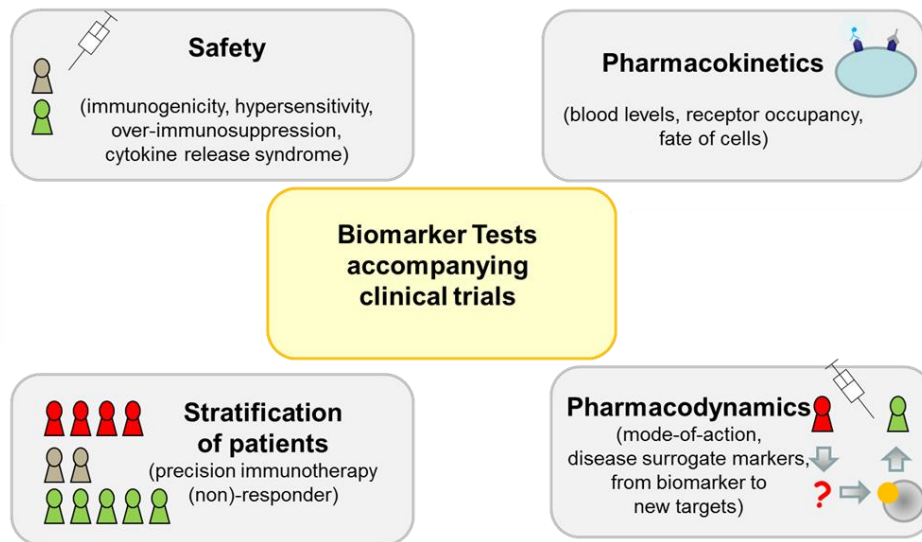 Safety
(immunogenicity, hypersensitivity,
over-immunosuppression,
cytokine release syndrome)
Pharmacokinetics
(blood levels, receptor occupancy,
fate of cells)
Biomarker Tests
accompanying
clinical trials
Stratification
of patients
(precision immunotherapy
(non)-responder)
Pharmacodynamics
(mode-of-action,
disease surrogate markers,
from biomarker to
new targets)
?